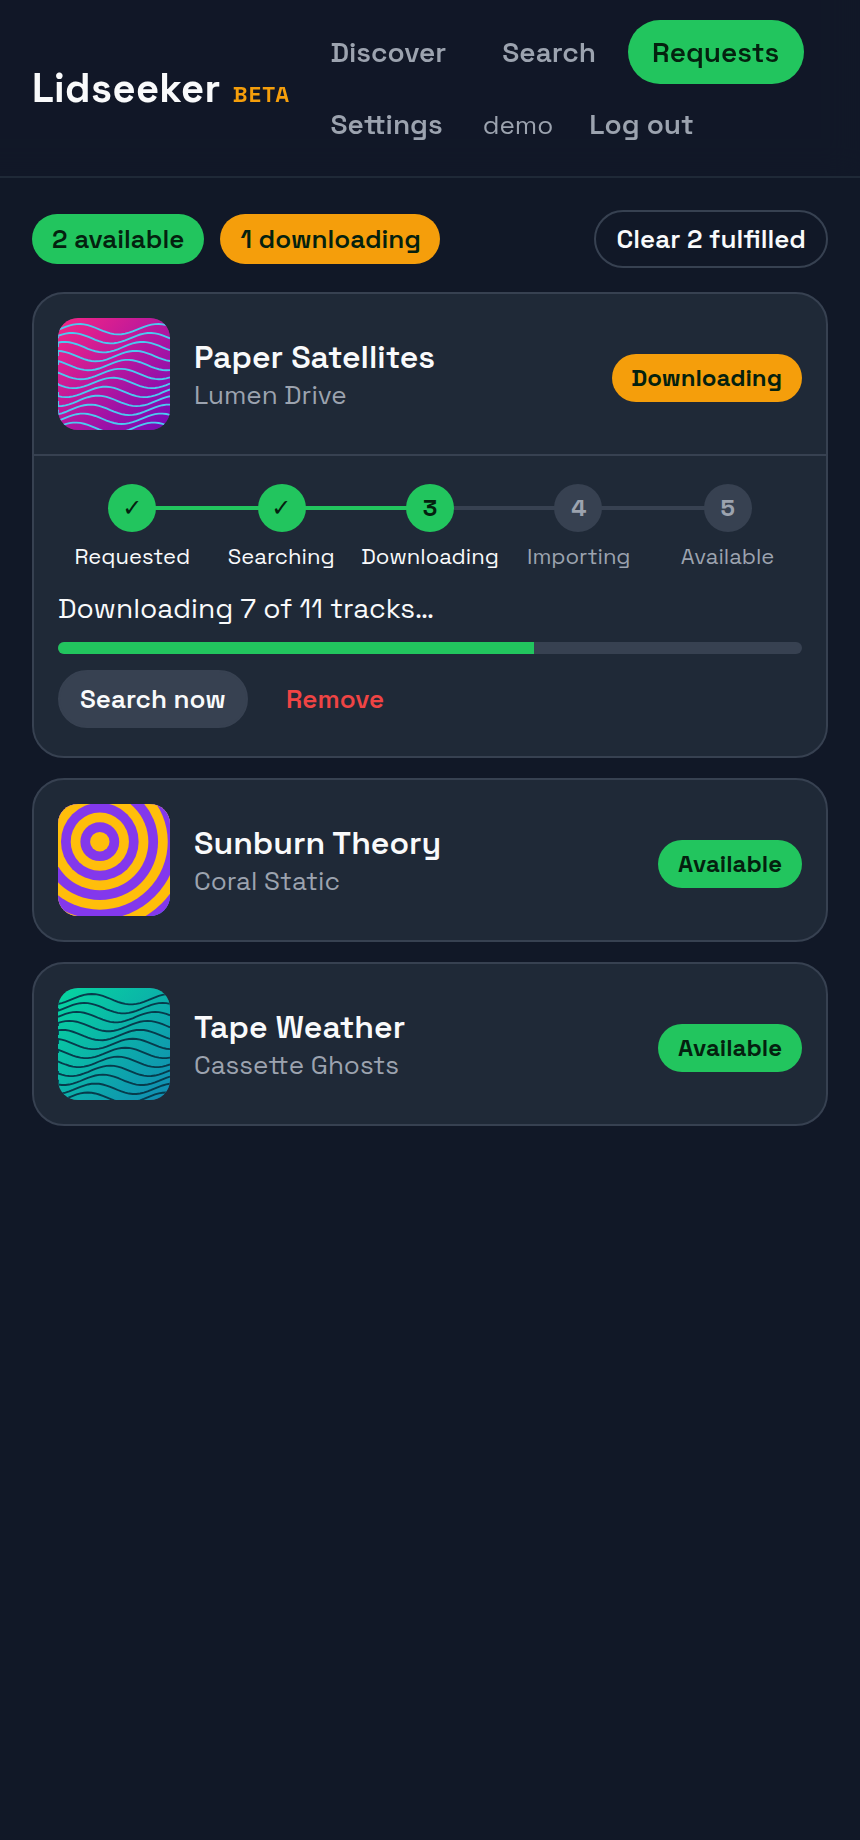 Lidseeker BETA
Discover Search Requests
Settings demo Log out
2 available 1 downloading Clear 2 fulfilled
Paper Satellites
Lumen Drive
Downloading
✓ ✓ 3 4 5
Requested Searching Downloading Importing Available
Downloading 7 of 11 tracks…
Search now Remove
Sunburn Theory
Coral Static
Available
Tape Weather
Cassette Ghosts
Available